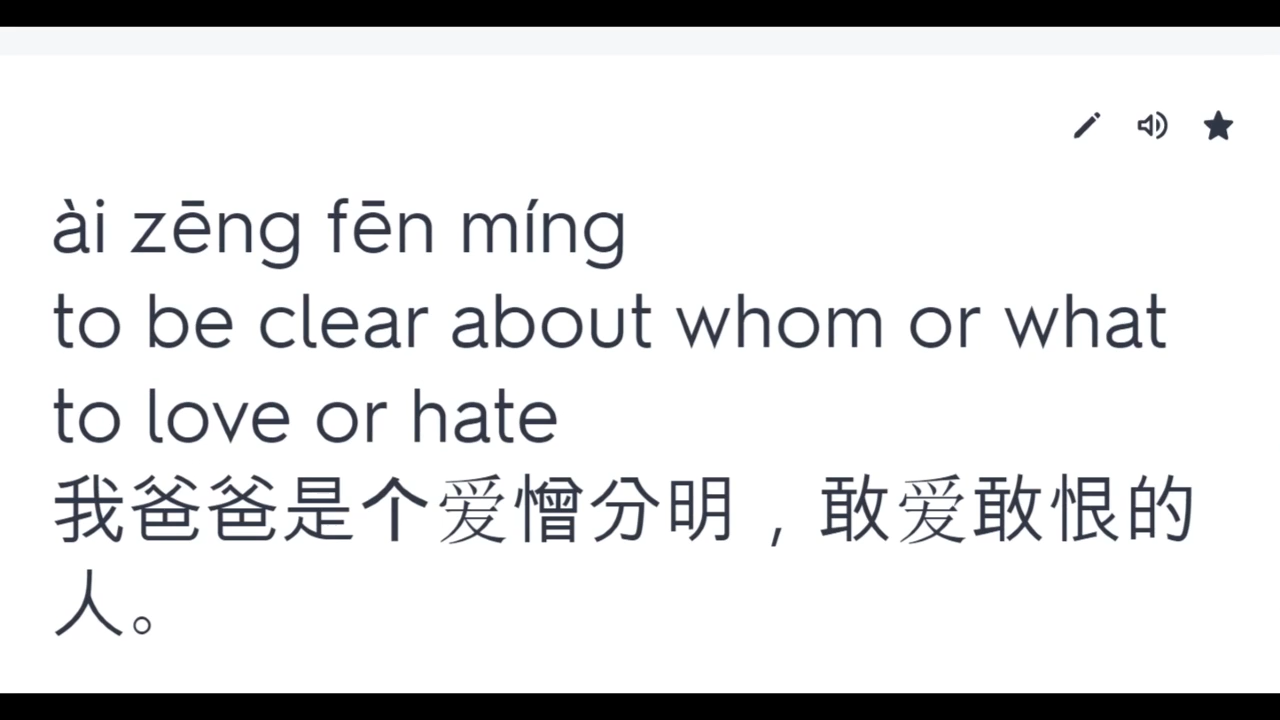 ài zēng fēn míng
to be clear about whom or what
to love or hate
我爸爸是个爱憎分明，敢爱敢恨的
人。